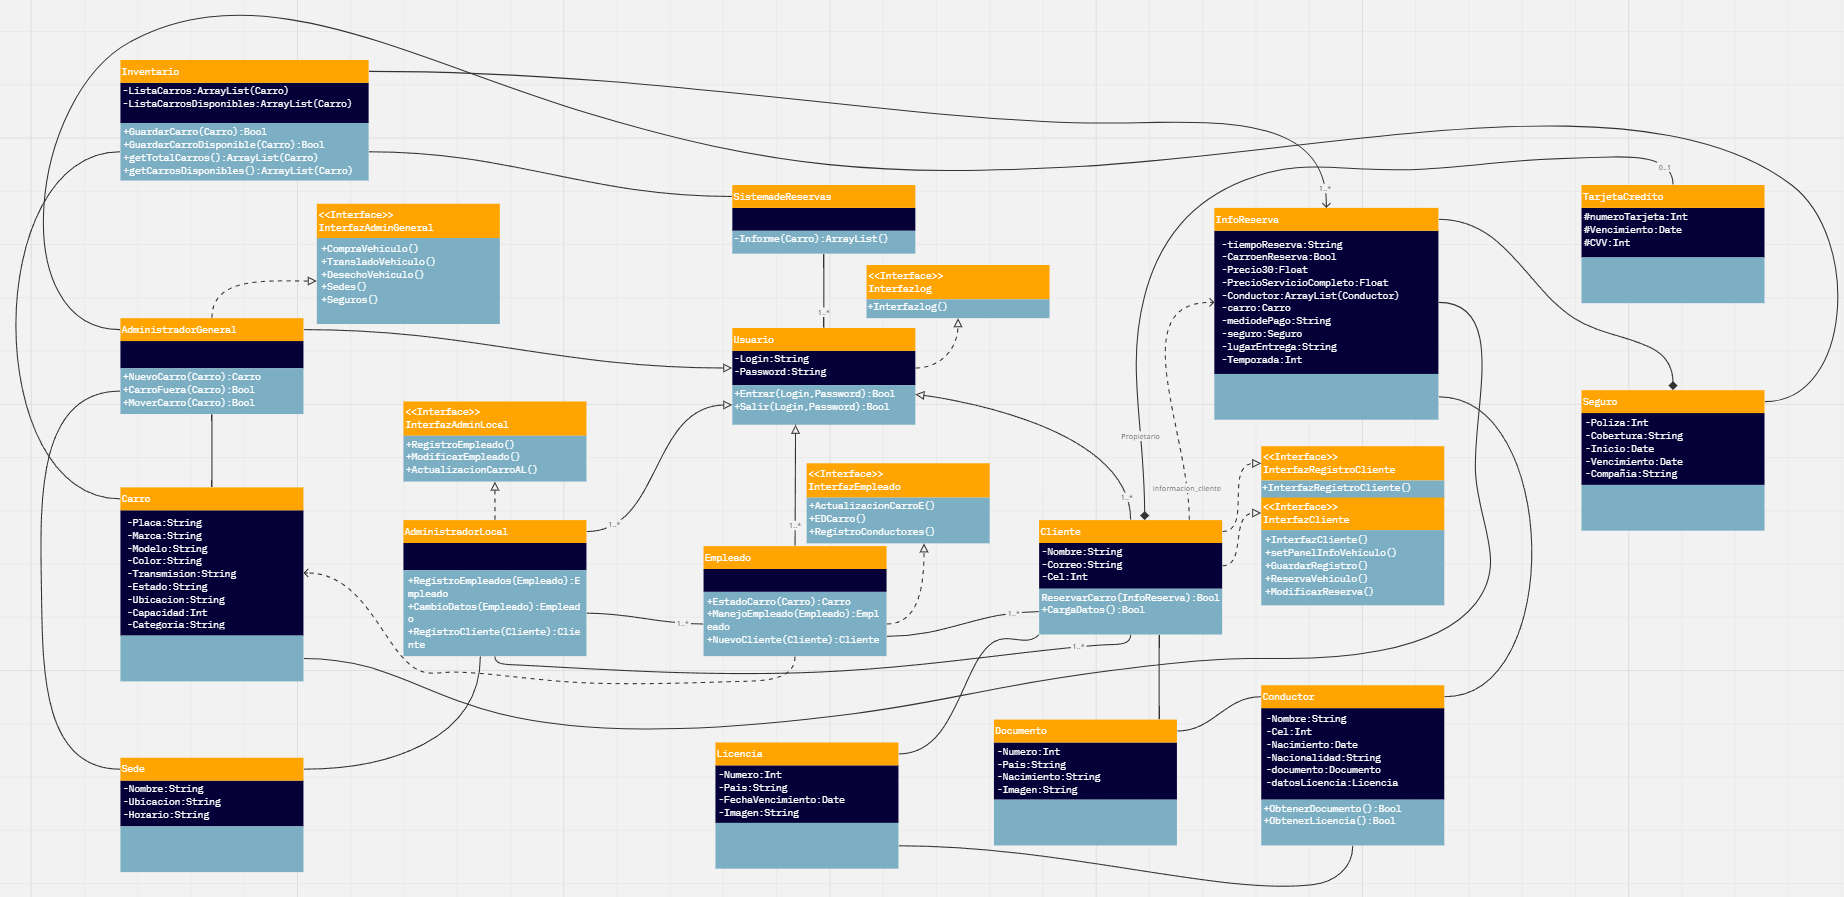 Inventario
-ListaCarros:ArrayList(Carro)
-ListaCarrosDisponibles:ArrayList(Carro)
+GuardarCarro(Carro):Bool
+GuardarCarroDisponible(Carro):Bool
+getTotalCarros():ArrayList(Carro)
+getCarrosDisponibles():ArrayList(Carro)
<<Interface>>
InterfazAdminGeneral
+CompraVehiculo()
+TransladoVehiculo()
+DesechoVehiculo()
+Sedes()
+Seguros()
SistemadeReservas
-Informe(Carro):ArrayList()
1..*
<<Interface>>
Interfazlog
+Interfazlog()
1..*
InfoReserva
-tiempoReserva:String
-CarroenReserva:Bool
-Precio30:Float
-PrecioServicioCompleto:Float
-Conductor:ArrayList(Conductor)
-carro:Carro
-mediodePago:String
-seguro:Seguro
-lugarEntrega:String
-Temporada:Int
0..1
TarjetaCredito
#numeroTarjeta:Int
#Vencimiento:Date
#CVV:Int
AdministradorGeneral
+NuevoCarro(Carro):Carro
+CarroFuera(Carro):Bool
+MoverCarro(Carro):Bool
Usuario
-Login:String
-Password:String
+Entrar(Login,Password):Bool
+Salir(Login,Password):Bool
Seguro
-Poliza:Int
-Cobertura:String
-Inicio:Date
-Vencimiento:Date
-Compañia:String
<<Interface>>
InterfazAdminLocal
+RegistroEmpleado()
+ModificarEmpleado()
+ActualizacionCarroAL()
Propietario
<<Interface>>
InterfazEmpleado
+ActualizacionCarroE()
+EDCarro()
+RegistroConductores()
informacion_cliente
<<Interface>>
InterfazRegistroCliente
+InterfazRegistroCliente()
<<Interface>>
InterfazCliente
+InterfazCliente()
+setPanelInfoVehiculo()
+GuardarRegistro()
+ReservaVehiculo()
+ModificarReserva()
Carro
-Placa:String
-Marca:String
-Modelo:String
-Color:String
-Transmision:String
-Estado:String
-Ubicacion:String
-Capacidad:Int
-Categoria:String
1..*
1..*
1..*
AdministradorLocal
+RegistroEmpleados(Empleado):E
mpleado
+CambioDatos(Empleado):Emplead
o
+RegistroCliente(Cliente):Clie
nte
1..*
Empleado
+EstadoCarro(Carro):Carro
+ManejoEmpleado(Empleado):Empl
eado
+NuevoCliente(Cliente):Cliente
1..*
1..*
Cliente
-Nombre:String
-Correo:String
-Cel:Int
ReservarCarro(InfoReserva):Bool
+CargaDatos():Bool
Sede
-Nombre:String
-Ubicacion:String
-Horario:String
Licencia
-Numero:Int
-Pais:String
-FechaVencimiento:Date
-Imagen:String
Documento
-Numero:Int
-Pais:String
-Nacimiento:String
-Imagen:String
Conductor
-Nombre:String
-Cel:Int
-Nacimiento:Date
-Nacionalidad:String
-documento:Documento
-datosLicencia:Licencia
+ObtenerDocumento():Bool
+ObtenerLicencia():Bool